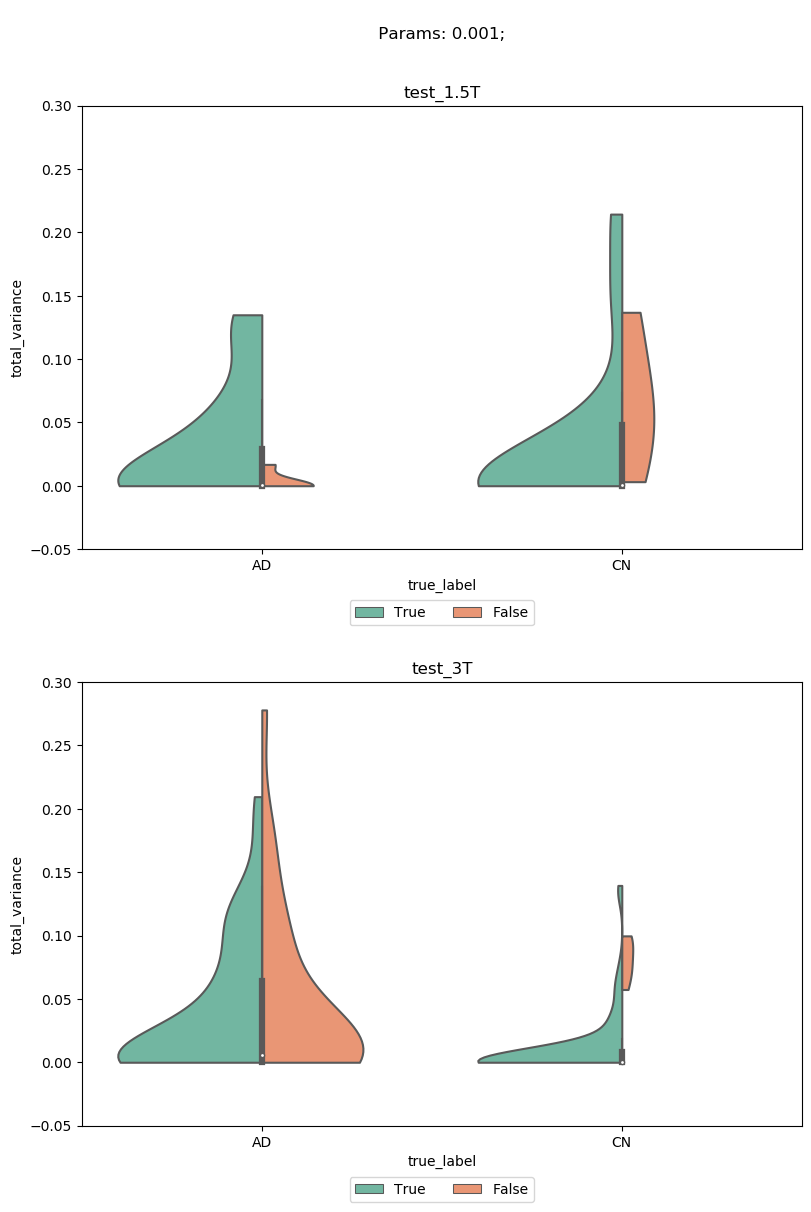 Params: 0.001;
test_1.5T
0.30
0.25
0.20
0.15
0.10
0.05
0.00
−0.05
total_variance
AD CN
true_label
True False
test_3T
0.30
0.25
0.20
0.15
0.10
0.05
0.00
−0.05
total_variance
AD CN
true_label
True False